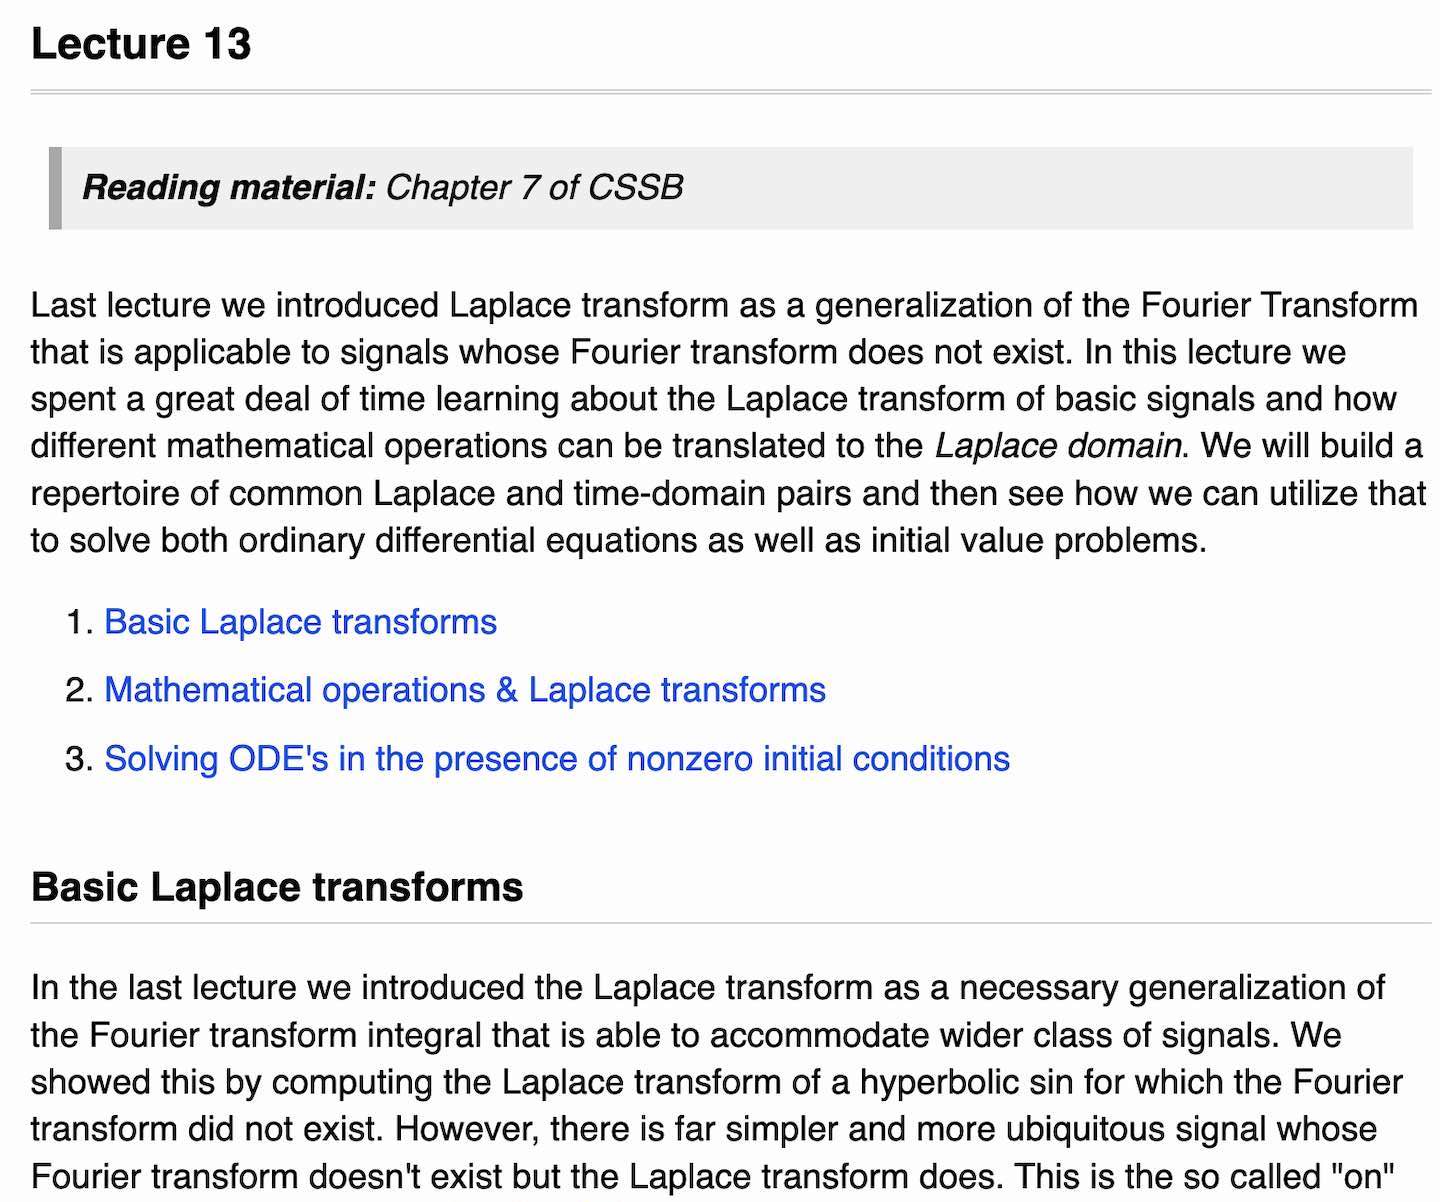 Lecture 13
Reading material: Chapter 7 of CSSB
Last lecture we introduced Laplace transform as a generalization of the Fourier Transform
that is applicable to signals whose Fourier transform does not exist. In this lecture we
spent a great deal of time learning about the Laplace transform of basic signals and how
different mathematical operations can be translated to the Laplace domain. We will build a
repertoire of common Laplace and time-domain pairs and then see how we can utilize that
to solve both ordinary differential equations as well as initial value problems.
1. Basic Laplace transforms
2. Mathematical operations & Laplace transforms
3. Solving ODE's in the presence of nonzero initial conditions
Basic Laplace transforms
In the last lecture we introduced the Laplace transform as a necessary generalization of
the Fourier transform integral that is able to accommodate wider class of signals. We
showed this by computing the Laplace transform of a hyperbolic sin for which the Fourier
transform did not exist. However, there is far simpler and more ubiquitous signal whose
Fourier transform doesn't exist but the Laplace transform does. This is the so called "on"